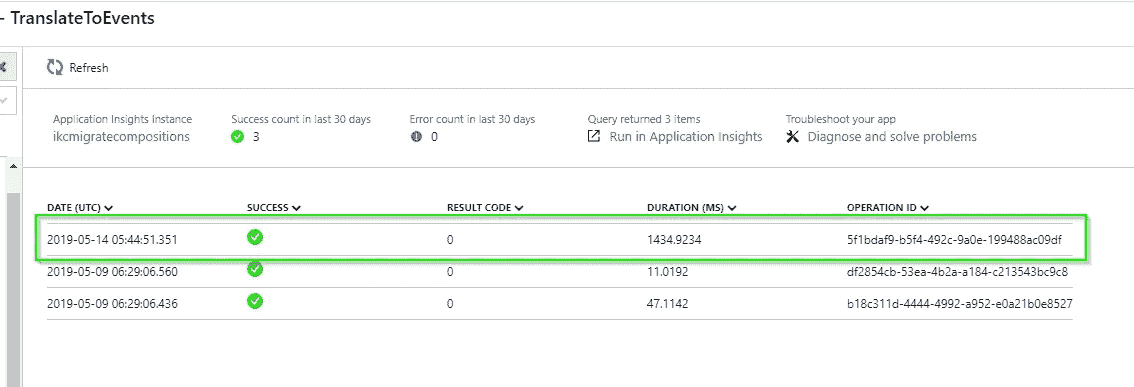 - TranslateToEvents
Refresh
Application Insights Instance Success count in last 30 days Error count in last 30 days Query returned 3 items Troubleshoot your app
ikcmigratecompositions 3 0 Run in Application Insights Diagnose and solve problems
DATE (UTC) SUCCESS RESULT CODE DURATION (MS) OPERATION ID
2019-05-14 05:44:51.351 0 1434.9234 5f1bdaf9-b5f4-492c-9a0e-199488ac09df
2019-05-09 06:29:06.560 0 11.0192 df2854cb-53ea-4b2a-a184-c213543bc9c8
2019-05-09 06:29:06.436 0 47.1142 b18c311d-4444-4992-a952-e0a21b0e8527